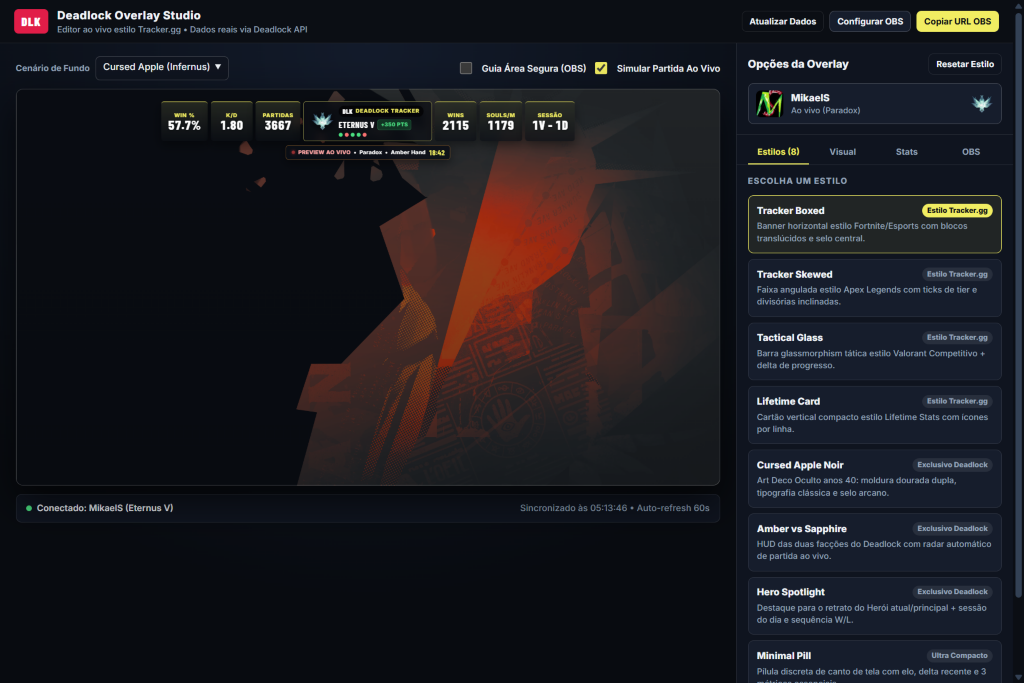 DLK
Deadlock Overlay Studio
Editor ao vivo estilo Tracker.gg • Dados reais via Deadlock API
Atualizar Dados
Configurar OBS
Copiar URL OBS
Cenário de Fundo
Cursed Apple (Infernus) ▼
Guia Área Segura (OBS)
Simular Partida Ao Vivo
WIN %
57.7%
K/D
1.80
PARTIDAS
3667
DLK DEADLOCK TRACKER
ETERNUS V +350 PTS
WINS
2115
SOULS/M
1179
SESSÃO
1V - 1D
PREVIEW AO VIVO • Paradox • Amber Hand 18:42
Conectado: MikaelS (Eternus V)
Sincronizado às 05:13:46 • Auto-refresh 60s
Opções da Overlay
Resetar Estilo
MikaelS
Ao vivo (Paradox)
Estilos (8)
Visual
Stats
OBS
ESCOLHA UM ESTILO
Tracker Boxed
Estilo Tracker.gg
Banner horizontal estilo Fortnite/Esports com blocos
translúcidos e selo central.
Tracker Skewed
Estilo Tracker.gg
Faixa angulada estilo Apex Legends com ticks de tier e
divisórias inclinadas.
Tactical Glass
Estilo Tracker.gg
Barra glassmorphism tática estilo Valorant Competitivo +
delta de progresso.
Lifetime Card
Estilo Tracker.gg
Cartão vertical compacto estilo Lifetime Stats com ícones
por linha.
Cursed Apple Noir
Exclusivo Deadlock
Art Deco Oculto anos 40: moldura dourada dupla,
tipografia clássica e selo arcano.
Amber vs Sapphire
Exclusivo Deadlock
HUD das duas facções do Deadlock com radar automático
de partida ao vivo.
Hero Spotlight
Exclusivo Deadlock
Destaque para o retrato do Herói atual/principal + sessão
do dia e sequência W/L.
Minimal Pill
Ultra Compacto
Pílula discreta de canto de tela com elo, delta recente e 3
métricas essenciais.